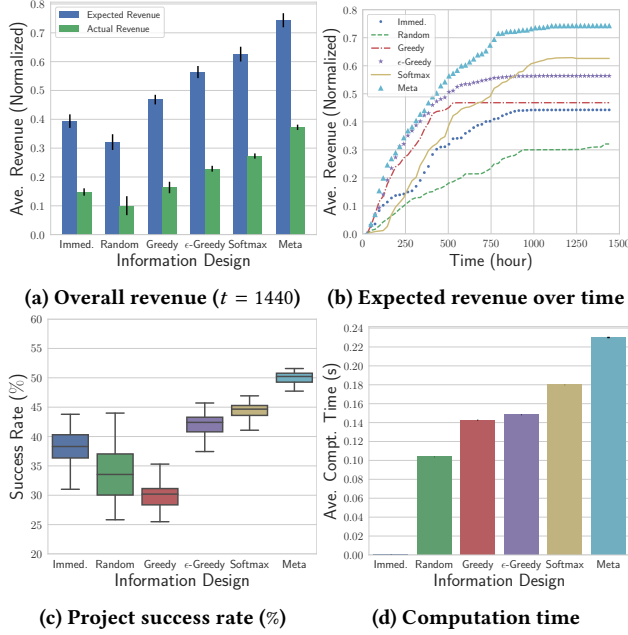 Expected Revenue
Actual Revenue
Ave. Revenue (Normalized)
0.8
0.7
0.6
0.5
0.4
0.3
0.2
0.1
0.0
Immed. Random Greedy ϵ-Greedy Softmax Meta
Information Design
(a) Overall revenue (t = 1440)
Immed.
Random
Greedy
ϵ-Greedy
Softmax
Meta
Ave. Revenue (Normalized)
0.8
0.7
0.6
0.5
0.4
0.3
0.2
0.1
0.0
0 250 500 750 1000 1250 1500
Time (hour)
(b) Expected revenue over time
Success Rate (%)
60
55
50
45
40
35
30
25
20
Immed. Random Greedy ϵ-Greedy Softmax Meta
Information Design
(c) Project success rate (%)
Ave. Compt. Time (s)
0.24
0.22
0.20
0.18
0.16
0.14
0.12
0.10
0.08
0.06
0.04
0.02
0.00
Immed. Random Greedy ϵ-Greedy Softmax Meta
Information Design
(d) Computation time